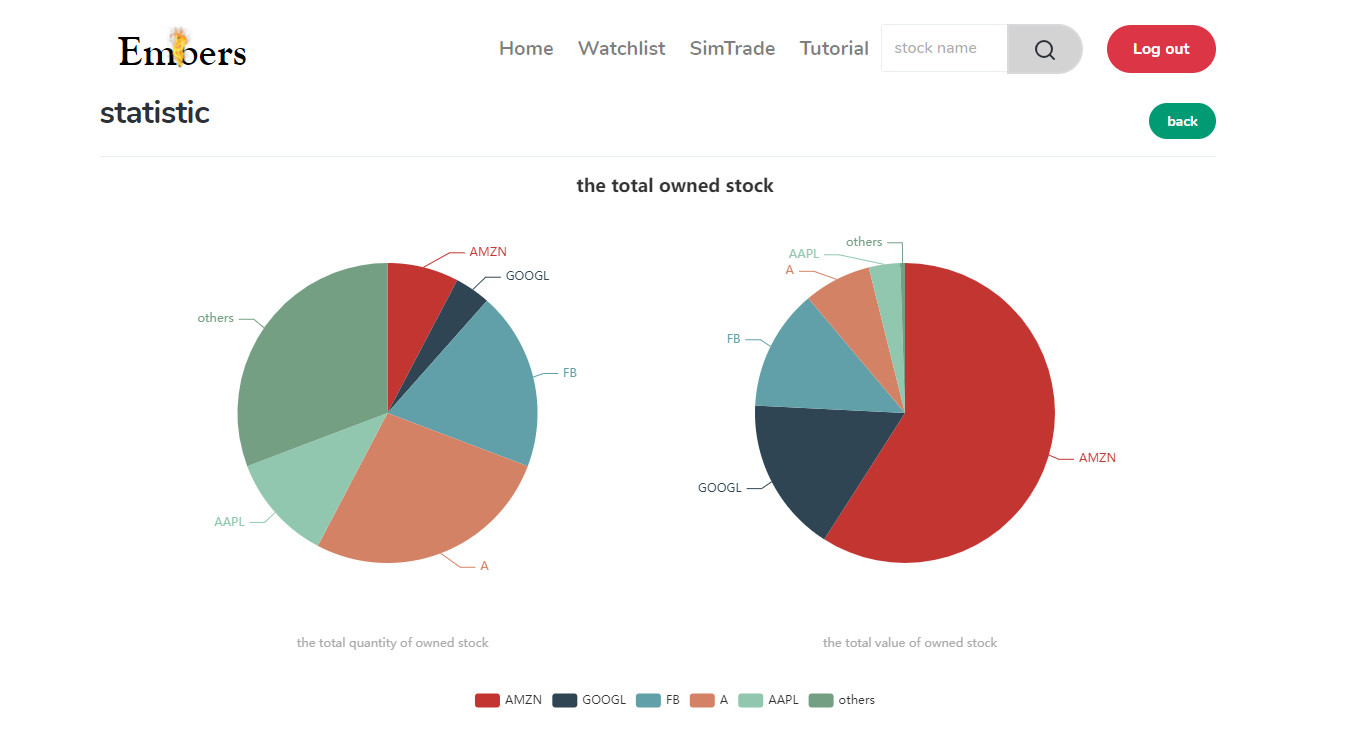 Embers
Home Watchlist SimTrade Tutorial stock name Log out
statistic
back
the total owned stock
AMZN
GOOGL
others
FB
AAPL
A
others
AAPL
A
FB
AMZN
GOOGL
the total quantity of owned stock
the total value of owned stock
AMZN GOOGL FB A AAPL others